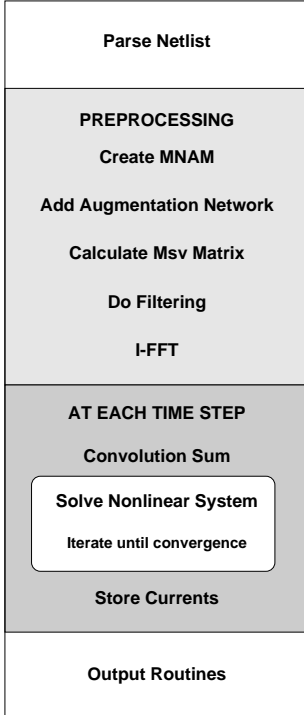 Parse Netlist
PREPROCESSING
Create MNAM
Add Augmentation Network
Calculate Msv Matrix
Do Filtering
I-FFT
AT EACH TIME STEP
Convolution Sum
Solve Nonlinear System
Iterate until convergence
Store Currents
Output Routines